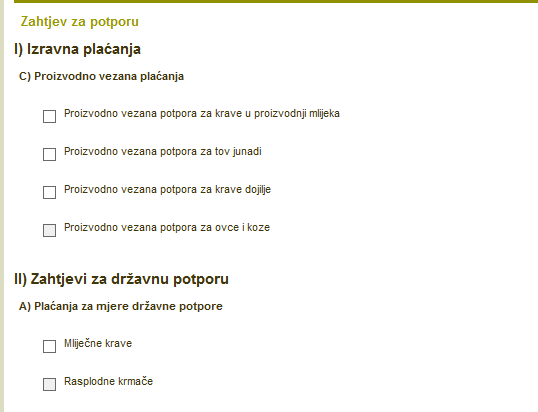 Zahtjev za potporu
I) Izravna plaćanja
C) Proizvodno vezana plaćanja
Proizvodno vezana potpora za krave u proizvodnji mlijeka
Proizvodno vezana potpora za tov junadi
Proizvodno vezana potpora za krave dojilje
Proizvodno vezana potpora za ovce i koze
II) Zahtjevi za državnu potporu
A) Plaćanja za mjere državne potpore
Mliječne krave
Rasplodne krmače